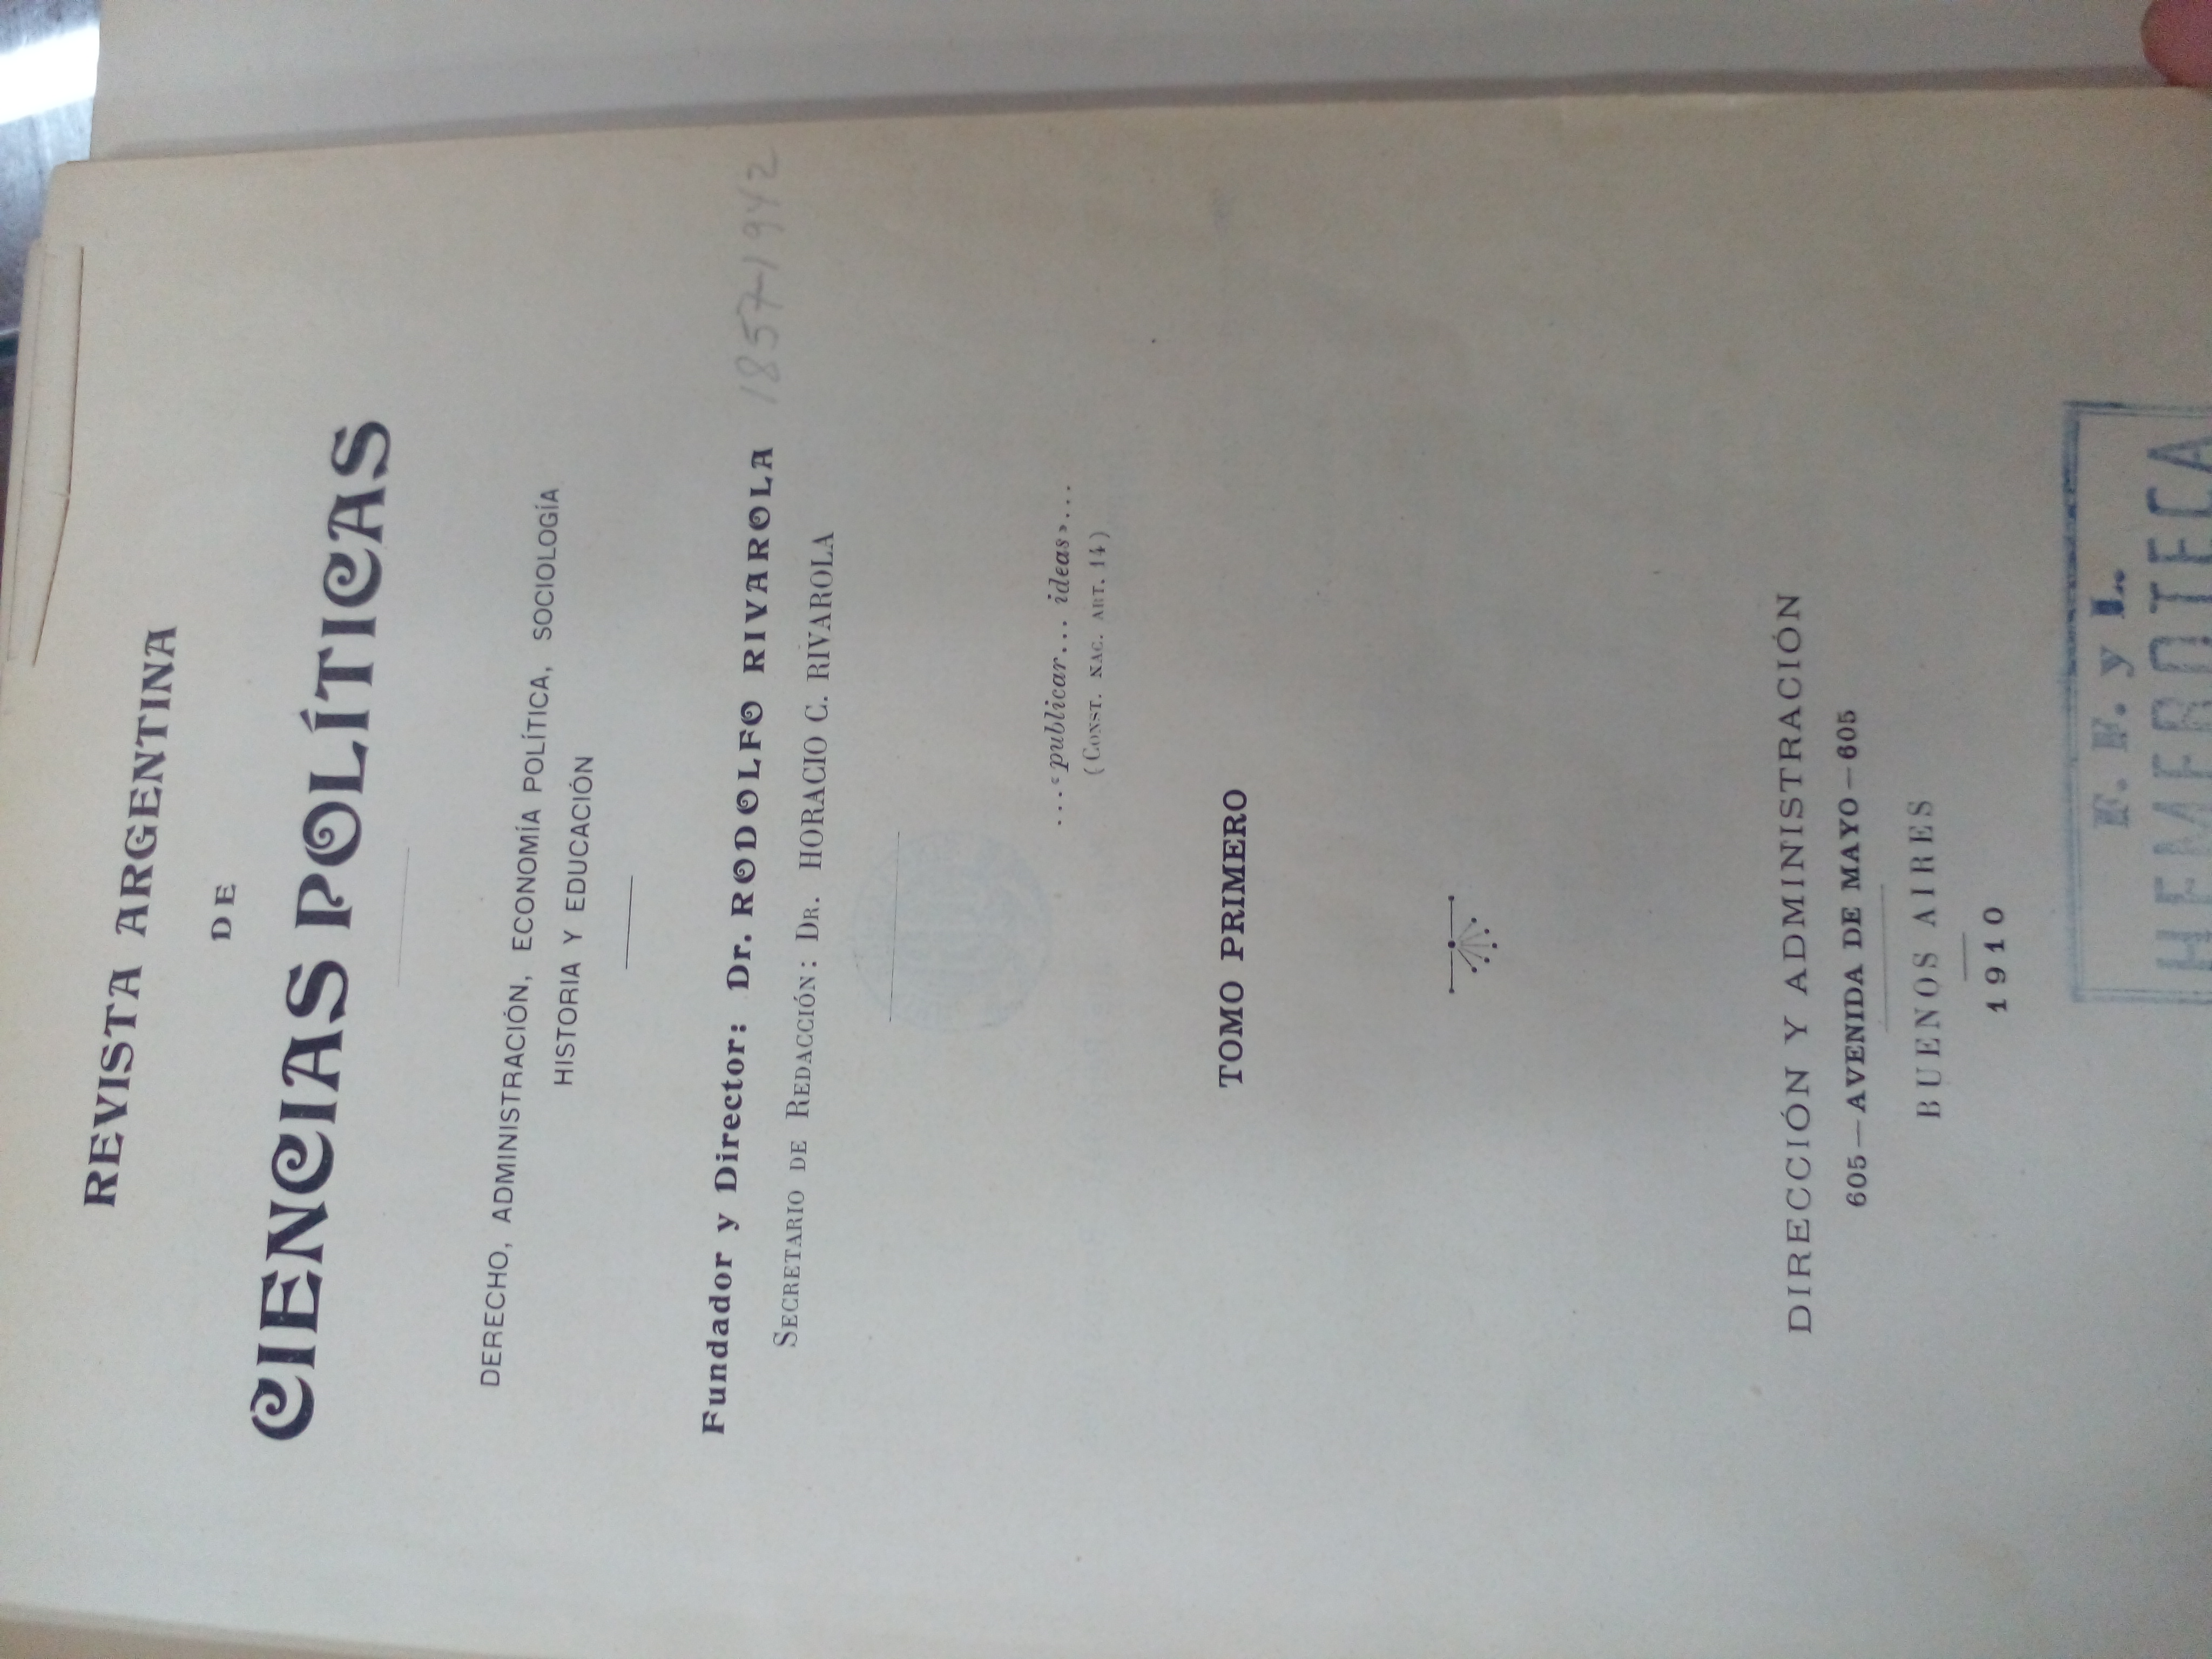 REVISTA ARGENTINA
DE
CIENCIAS POLÍTICAS
DERECHO, ADMINISTRACIÓN, ECONOMÍA POLÍTICA, SOCIOLOGÍA
HISTORIA Y EDUCACIÓN
Fundador y Director: Dr. RODOLFO RIVAROLA 1857-1942
SECRETARIO DE REDACCIÓN: DR. HORACIO C. RIVAROLA
...«publicar... ideas»...
(CONST. NAC. ART. 14)
TOMO PRIMERO
DIRECCIÓN Y ADMINISTRACIÓN
605—AVENIDA DE MAYO—605
BUENOS AIRES
1910
F. F. y L.
HEMEROTECA